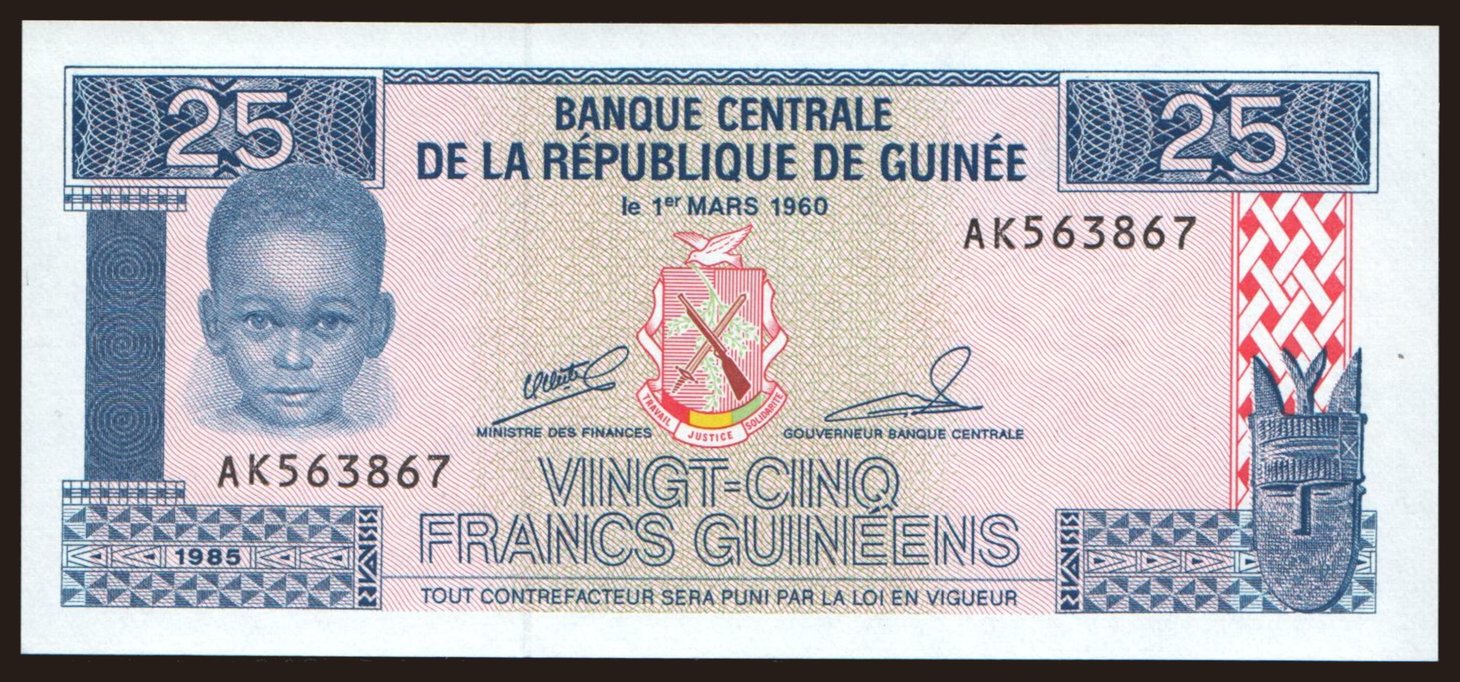 25
25
BANQUE CENTRALE
DE LA RÉPUBLIQUE DE GUINÉE
le 1er MARS 1960
AK563867
TRAVAIL JUSTICE SOLIDARITE
MINISTRE DES FINANCES
GOUVERNEUR BANQUE CENTRALE
AK563867
VINGT-CINQ
FRANCS GUINÉENS
1985
TOUT CONTREFACTEUR SERA PUNI PAR LA LOI EN VIGUEUR